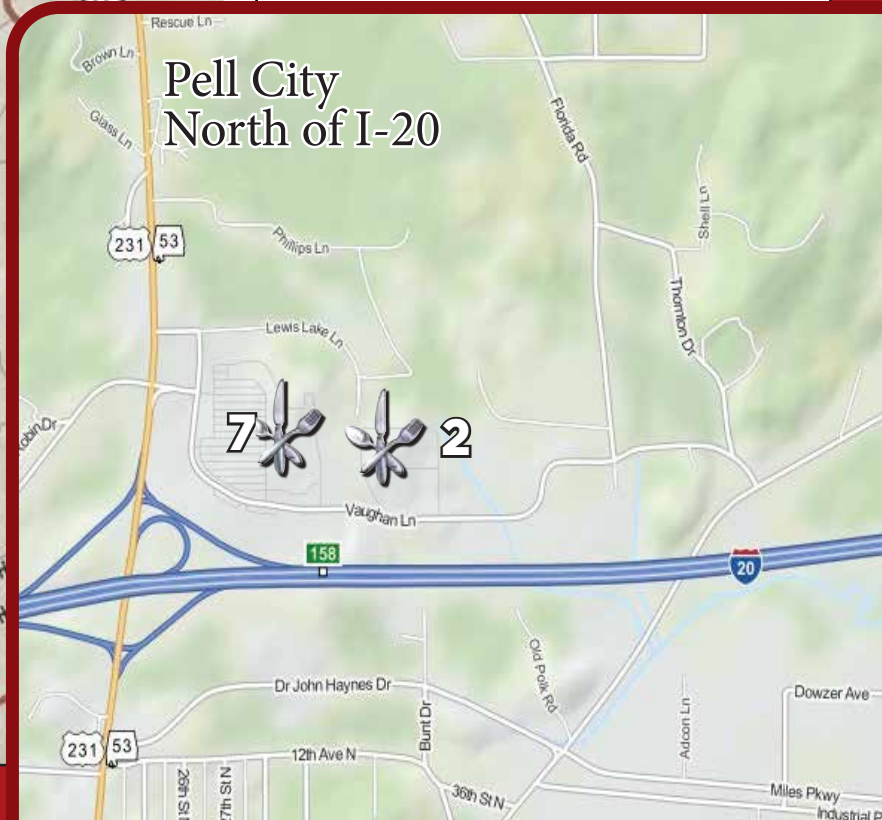 Rescue Ln
Brown Ln
Pell City
North of I-20
Glass Ln
Florida Rd
Shell Ln
231
53
Phillips Ln
Thornton Dr
Lewis Lake Ln
7
2
Vaughan Ln
158
20
Old Polk Rd
Dr John Haynes Dr
Bunt Dr
Adcon Ln
Dowzer Ave
231
53
12th Ave N
26th St
7th St N
36th St N
Miles Pkwy
Industrial